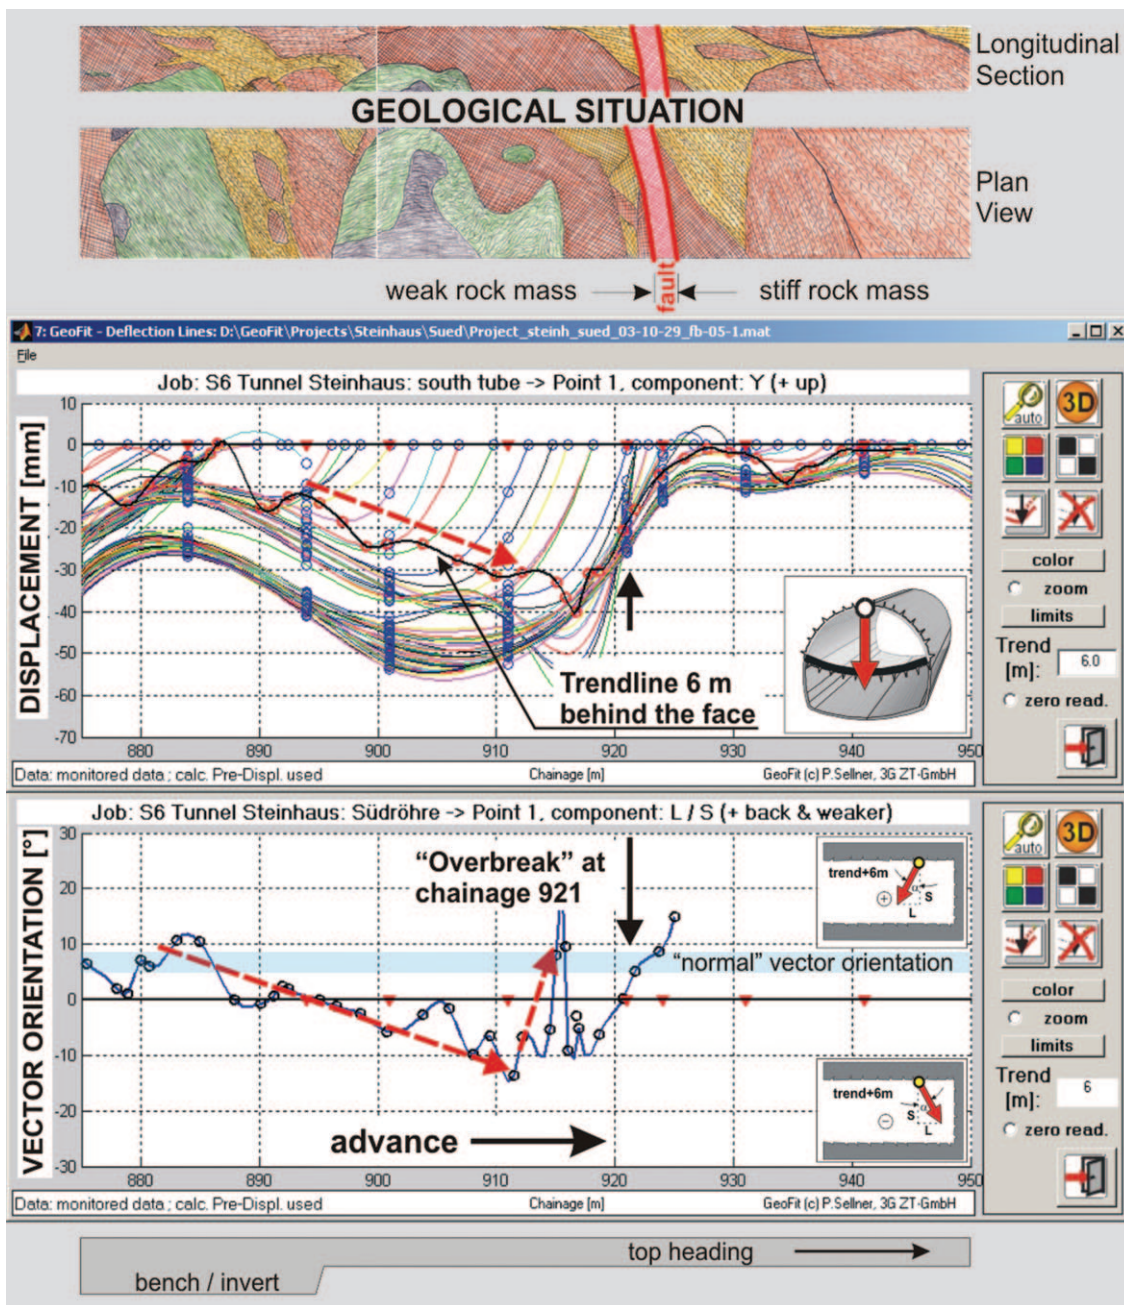 Longitudinal
Section
GEOLOGICAL SITUATION
Plan
View
weak rock mass
fault
stiff rock mass
7: GeoFit - Deflection Lines: D:\GeoFit\Projects\Steinhaus\Sued\Project_steinh_sued_03-10-29_fb-05-1.mat
File
Job: S6 Tunnel Steinhaus: south tube -> Point 1, component: Y (+ up)
DISPLACEMENT [mm]
10
0
-10
-20
-30
-40
-50
-60
-70
Trendline 6 m
behind the face
880
890
900
910
920
930
940
950
Data: monitored data ; calc. Pre-Displ. used
Chainage [m]
GeoFit (c) P.Sellner, 3G ZT-GmbH
auto
3D
color
zoom
limits
Trend
[m]:
6.0
zero read.
Job: S6 Tunnel Steinhaus: Südröhre -> Point 1, component: L / S (+ back & weaker)
VECTOR ORIENTATION [°]
30
20
10
0
-10
-20
-30
“Overbreak” at
chainage 921
trend+6m
α
S
L
+
“normal” vector orientation
trend+6m
α
S
L
−
advance
880
890
900
910
920
930
940
950
Data: monitored data ; calc. Pre-Displ. used
Chainage [m]
GeoFit (c) P.Sellner, 3G ZT-GmbH
auto
3D
color
zoom
limits
Trend
[m]:
6
zero read.
top heading
bench / invert